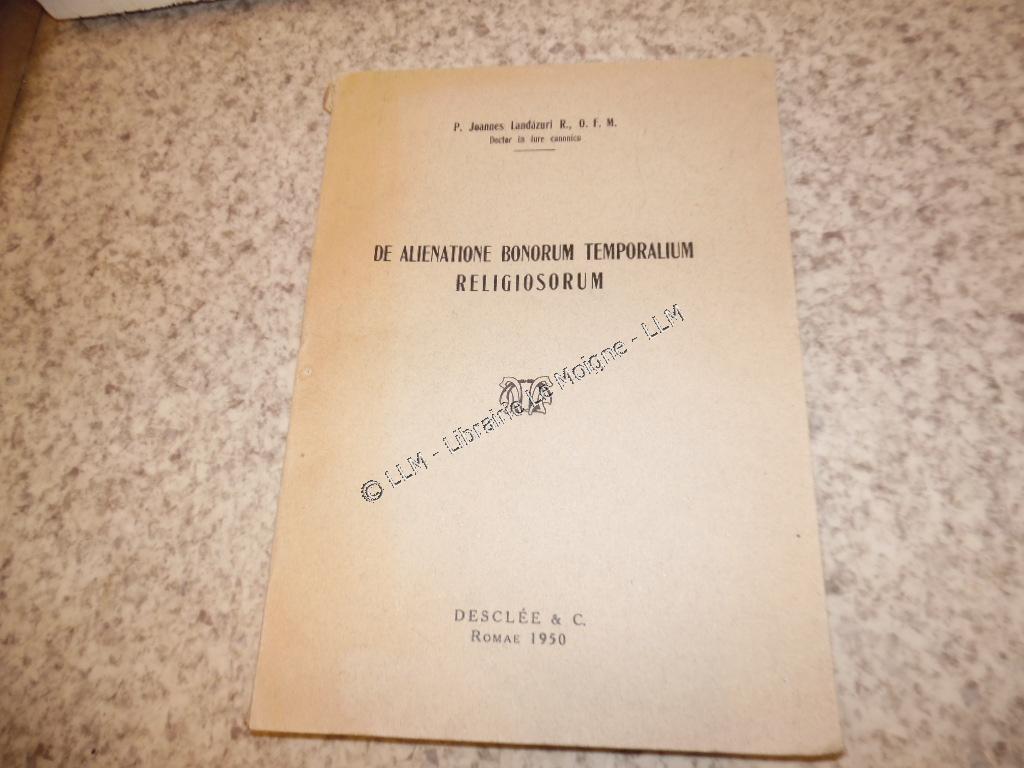 P. Joannes Landázuri R., O. F. M.
Doctor in iure canonico
DE ALIENATIONE BONORUM TEMPORALIUM
RELIGIOSORUM
© LLM - Librairie Le Moigne - LLM
DESCLÉE & C.
ROMAE 1950